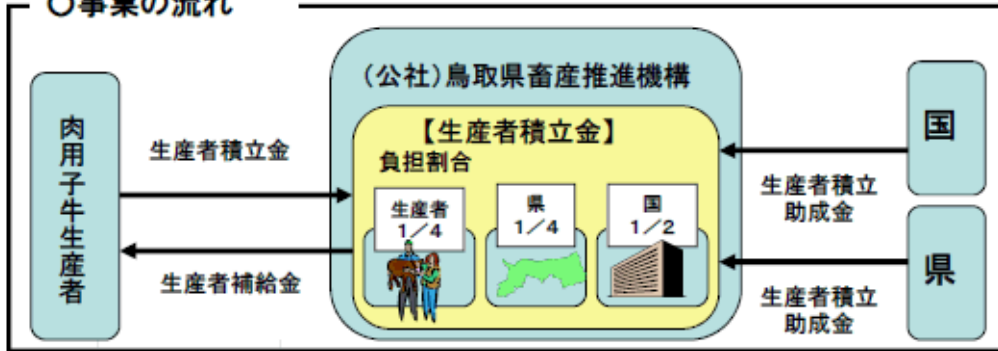 ○事業の流れ
肉用子牛生産者
生産者積立金
生産者補給金
(公社)鳥取県畜産推進機構
【生産者積立金】
負担割合
生産者
1/4
県
1/4
国
1/2
国
生産者積立
助成金
県
生産者積立
助成金